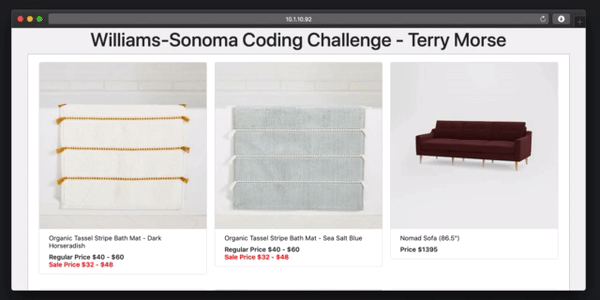 10.1.10.92
Williams-Sonoma Coding Challenge - Terry Morse
Organic Tassel Stripe Bath Mat - Dark
Horseradish
Regular Price $40 - $60
Sale Price $32 - $48
Organic Tassel Stripe Bath Mat - Sea Salt Blue
Regular Price $40 - $60
Sale Price $32 - $48
Nomad Sofa (86.5")
Price $1395